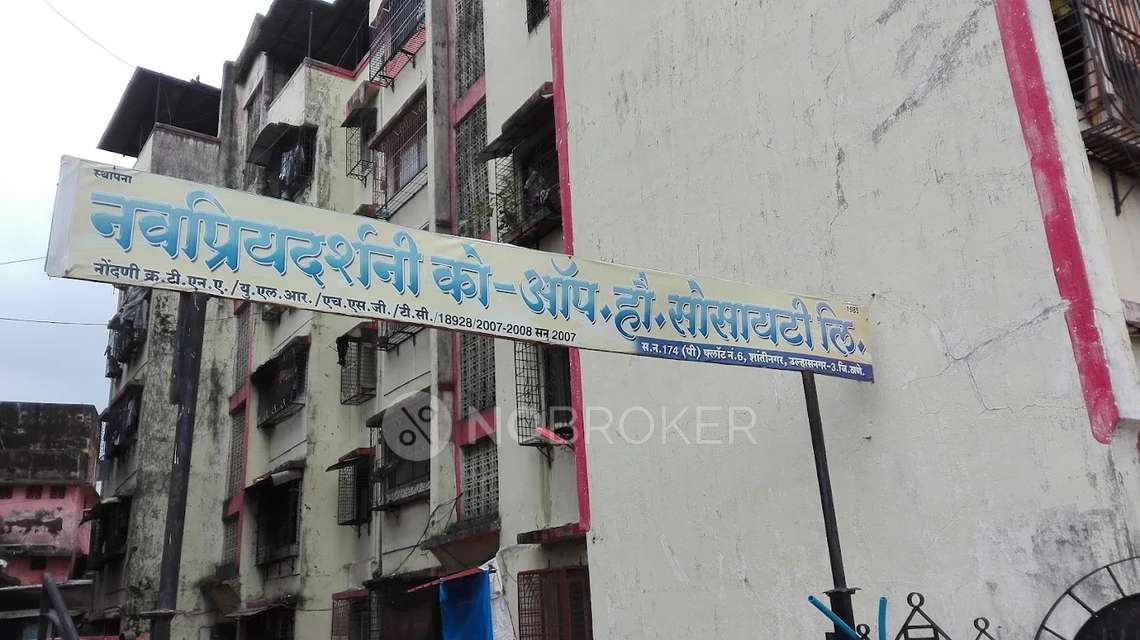 स्थापना
नवप्रियदर्शनी को-ऑप.हौ.सोसायटी लि.
1985
नोंदणी क्र.टी.एन.ए./यु.एल.आर./एच.एस.जी./टी.सी./18928/2007-2008 सन् 2007
स.न.174 (पी) फ्लॉट नं.6, शांतीनगर, उल्हासनगर-3.जि.ठाणे.
NOBROKER